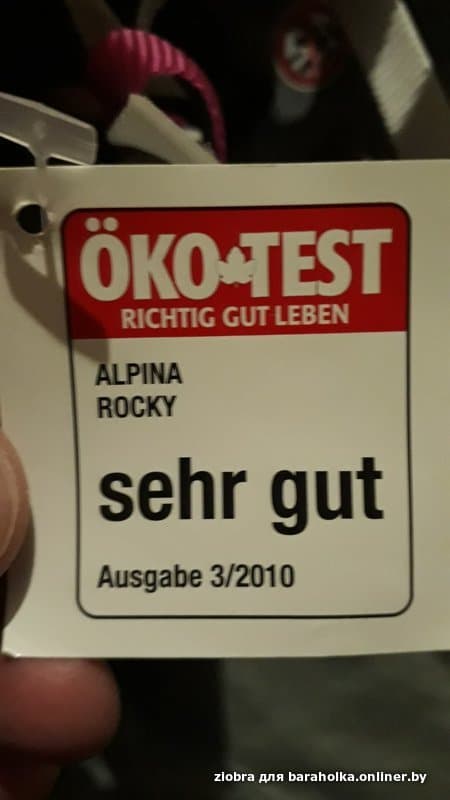 ÖKO TEST
RICHTIG GUT LEBEN
ALPINA
ROCKY
sehr gut
Ausgabe 3/2010
zlobra для baraholka.onliner.by